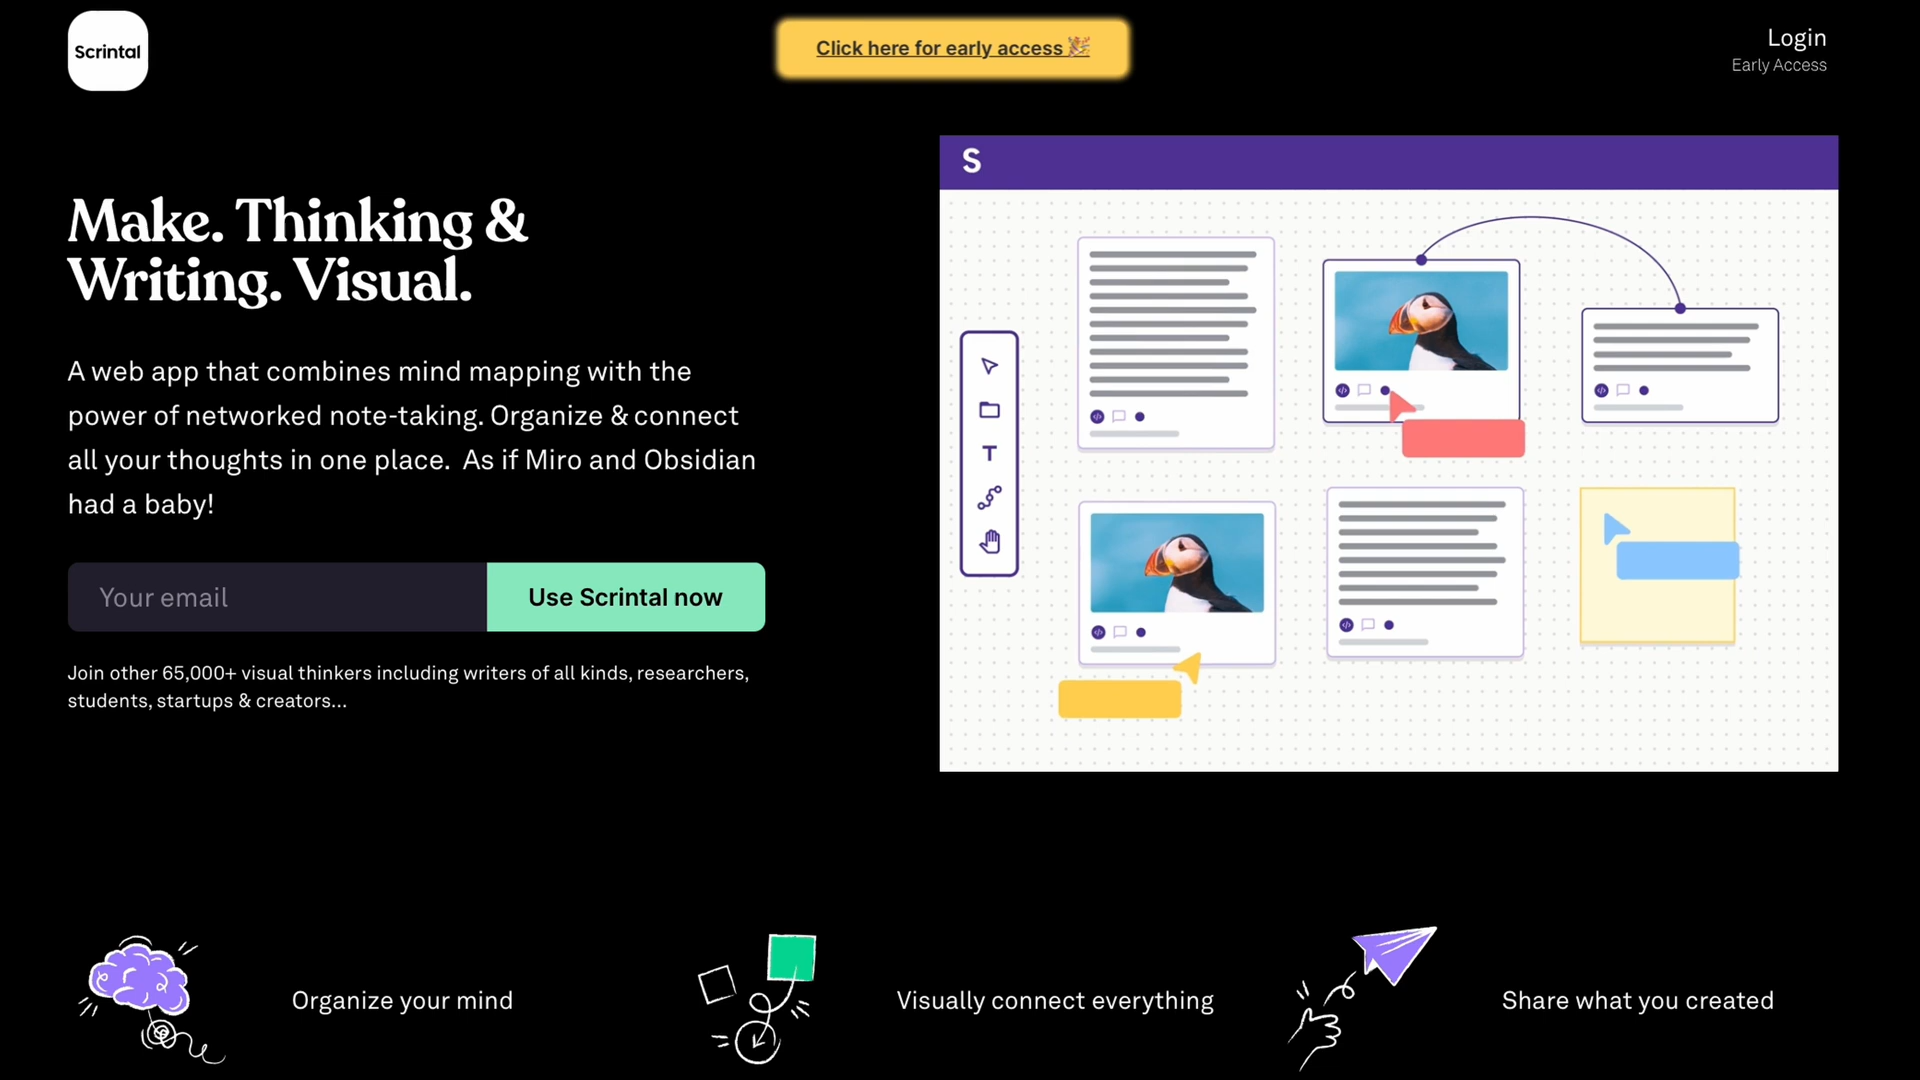 Scrintal
Click here for early access
Login
Early Access
S
Make. Thinking &
Writing. Visual.
A web app that combines mind mapping with the
power of networked note-taking. Organize & connect
all your thoughts in one place.  As if Miro and Obsidian
had a baby!
Your email
Use Scrintal now
Join other 65,000+ visual thinkers including writers of all kinds, researchers,
students, startups & creators...
T
Organize your mind
Visually connect everything
Share what you created